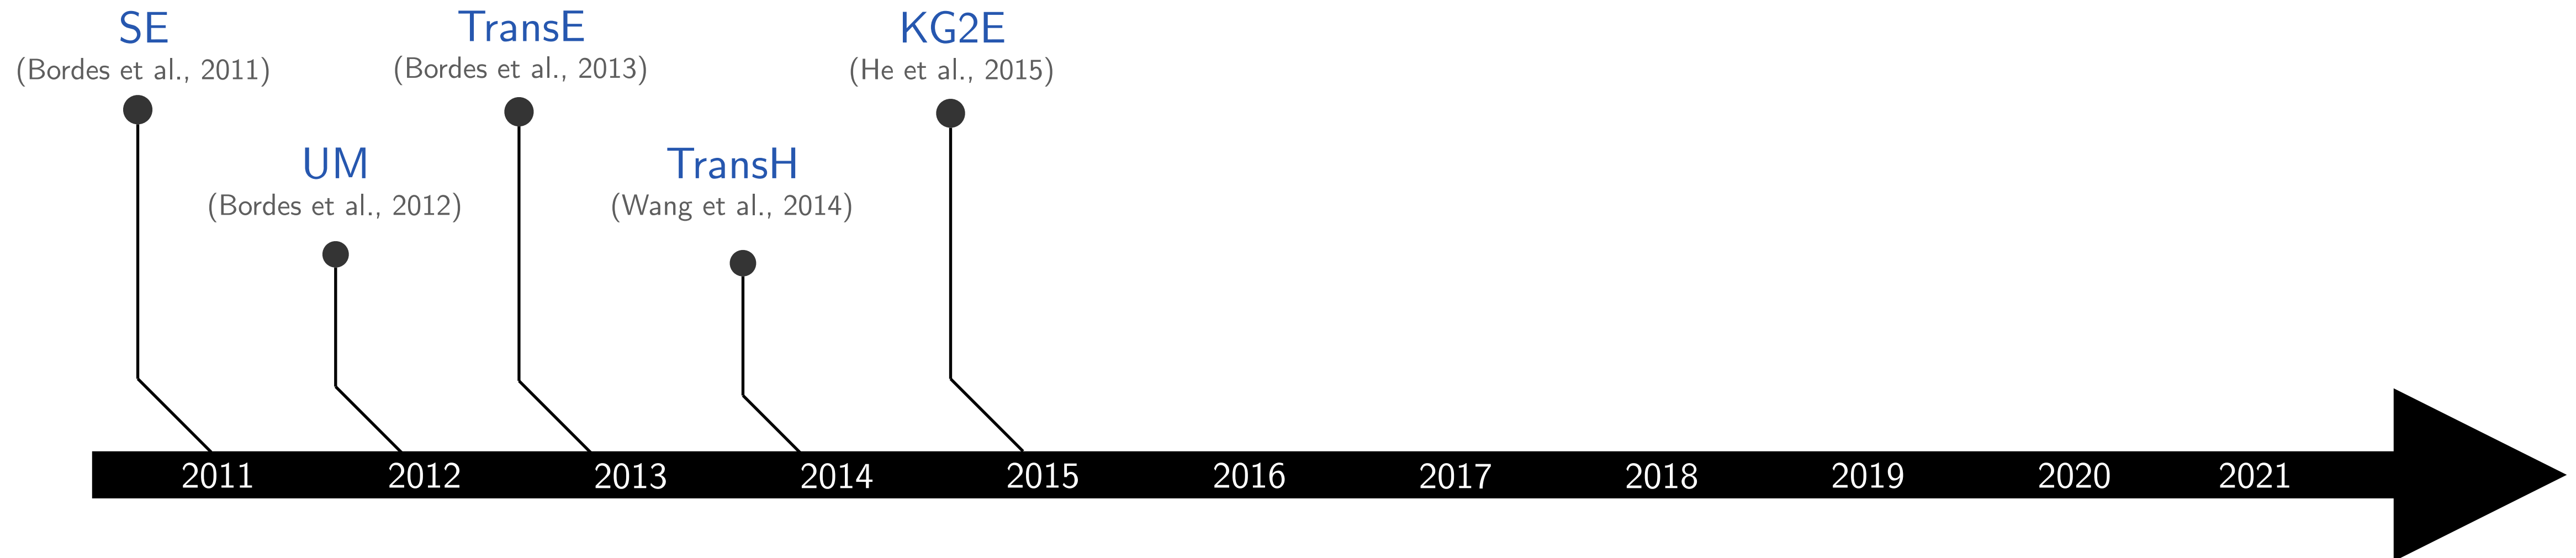 SE
(Bordes et al., 2011)
TransE
(Bordes et al., 2013)
KG2E
(He et al., 2015)
UM
(Bordes et al., 2012)
TransH
(Wang et al., 2014)
2011 2012 2013 2014 2015 2016 2017 2018 2019 2020 2021